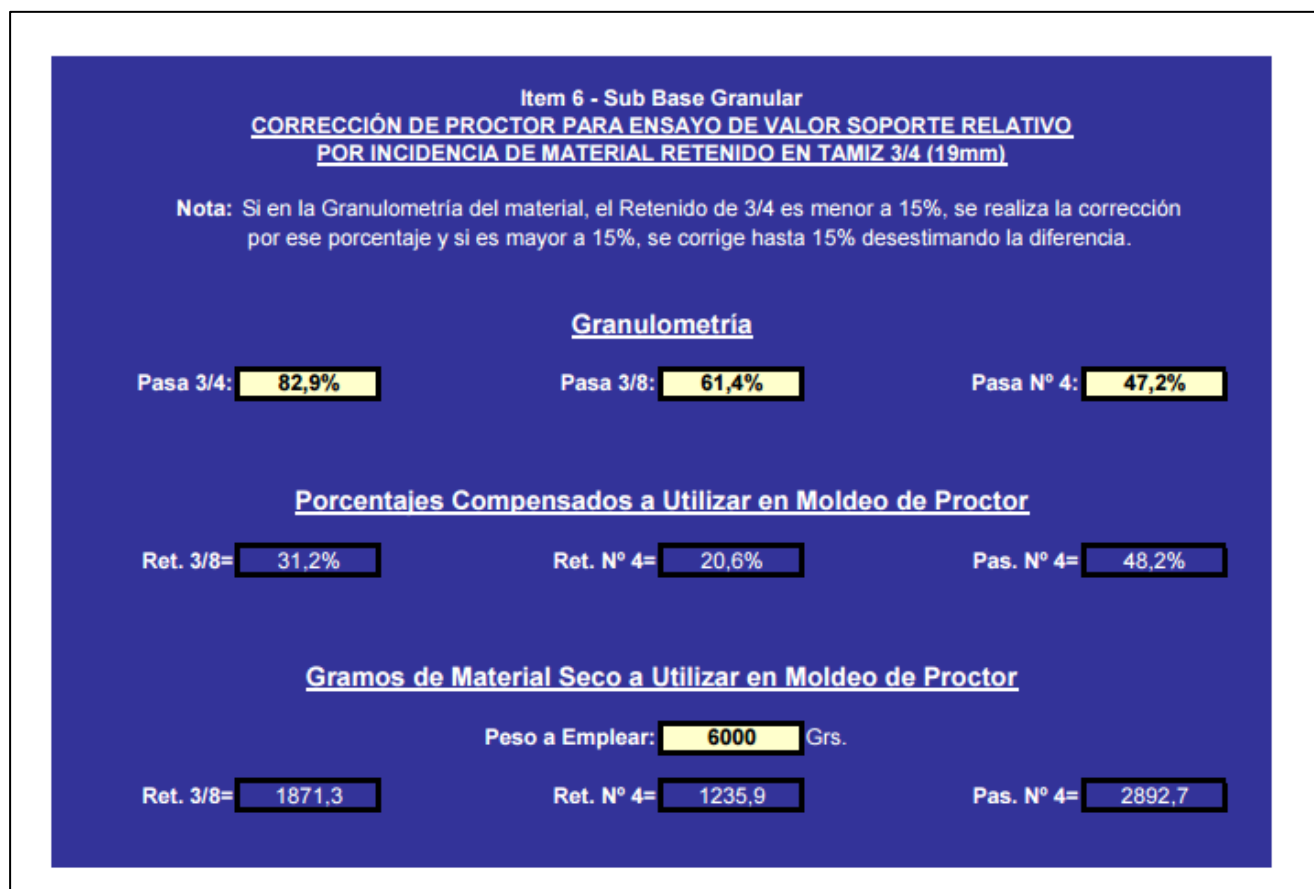 Item 6 - Sub Base Granular
CORRECCIÓN DE PROCTOR PARA ENSAYO DE VALOR SOPORTE RELATIVO
POR INCIDENCIA DE MATERIAL RETENIDO EN TAMIZ 3/4 (19mm)
Nota: Si en la Granulometría del material, el Retenido de 3/4 es menor a 15%, se realiza la corrección
por ese porcentaje y si es mayor a 15%, se corrige hasta 15% desestimando la diferencia.
Granulometría
Pasa 3/4: 82,9% Pasa 3/8: 61,4% Pasa Nº 4: 47,2%
Porcentajes Compensados a Utilizar en Moldeo de Proctor
Ret. 3/8= 31,2% Ret. Nº 4= 20,6% Pas. Nº 4= 48,2%
Gramos de Material Seco a Utilizar en Moldeo de Proctor
Peso a Emplear: 6000 Grs.
Ret. 3/8= 1871,3 Ret. Nº 4= 1235,9 Pas. Nº 4= 2892,7